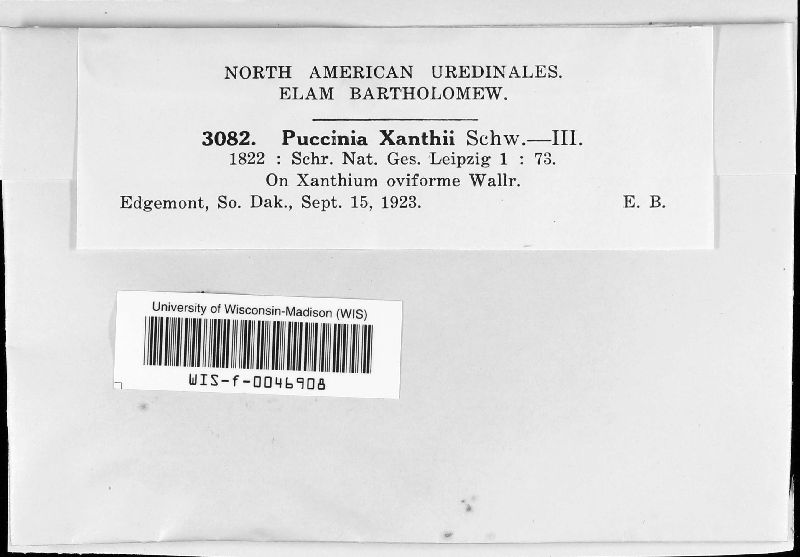 NORTH AMERICAN UREDINALES.
ELAM BARTHOLOMEW.
3082. Puccinia Xanthii Schw.—III.
1822 : Schr. Nat. Ges. Leipzig 1 : 73.
On Xanthium oviforme Wallr.
Edgemont, So. Dak., Sept. 15, 1923. E. B.
University of Wisconsin-Madison (WIS)
WIS-f-0046908